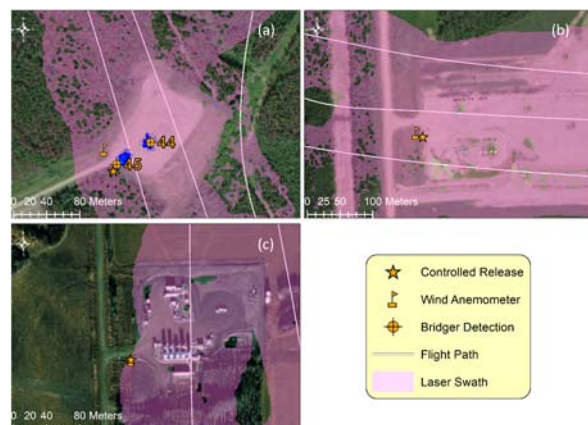 (a)
44
45
0 20 40 80 Meters
(b)
0 25 50 100 Meters
(c)
0 20 40 80 Meters
Controlled Release
Wind Anemometer
Bridger Detection
Flight Path
Laser Swath